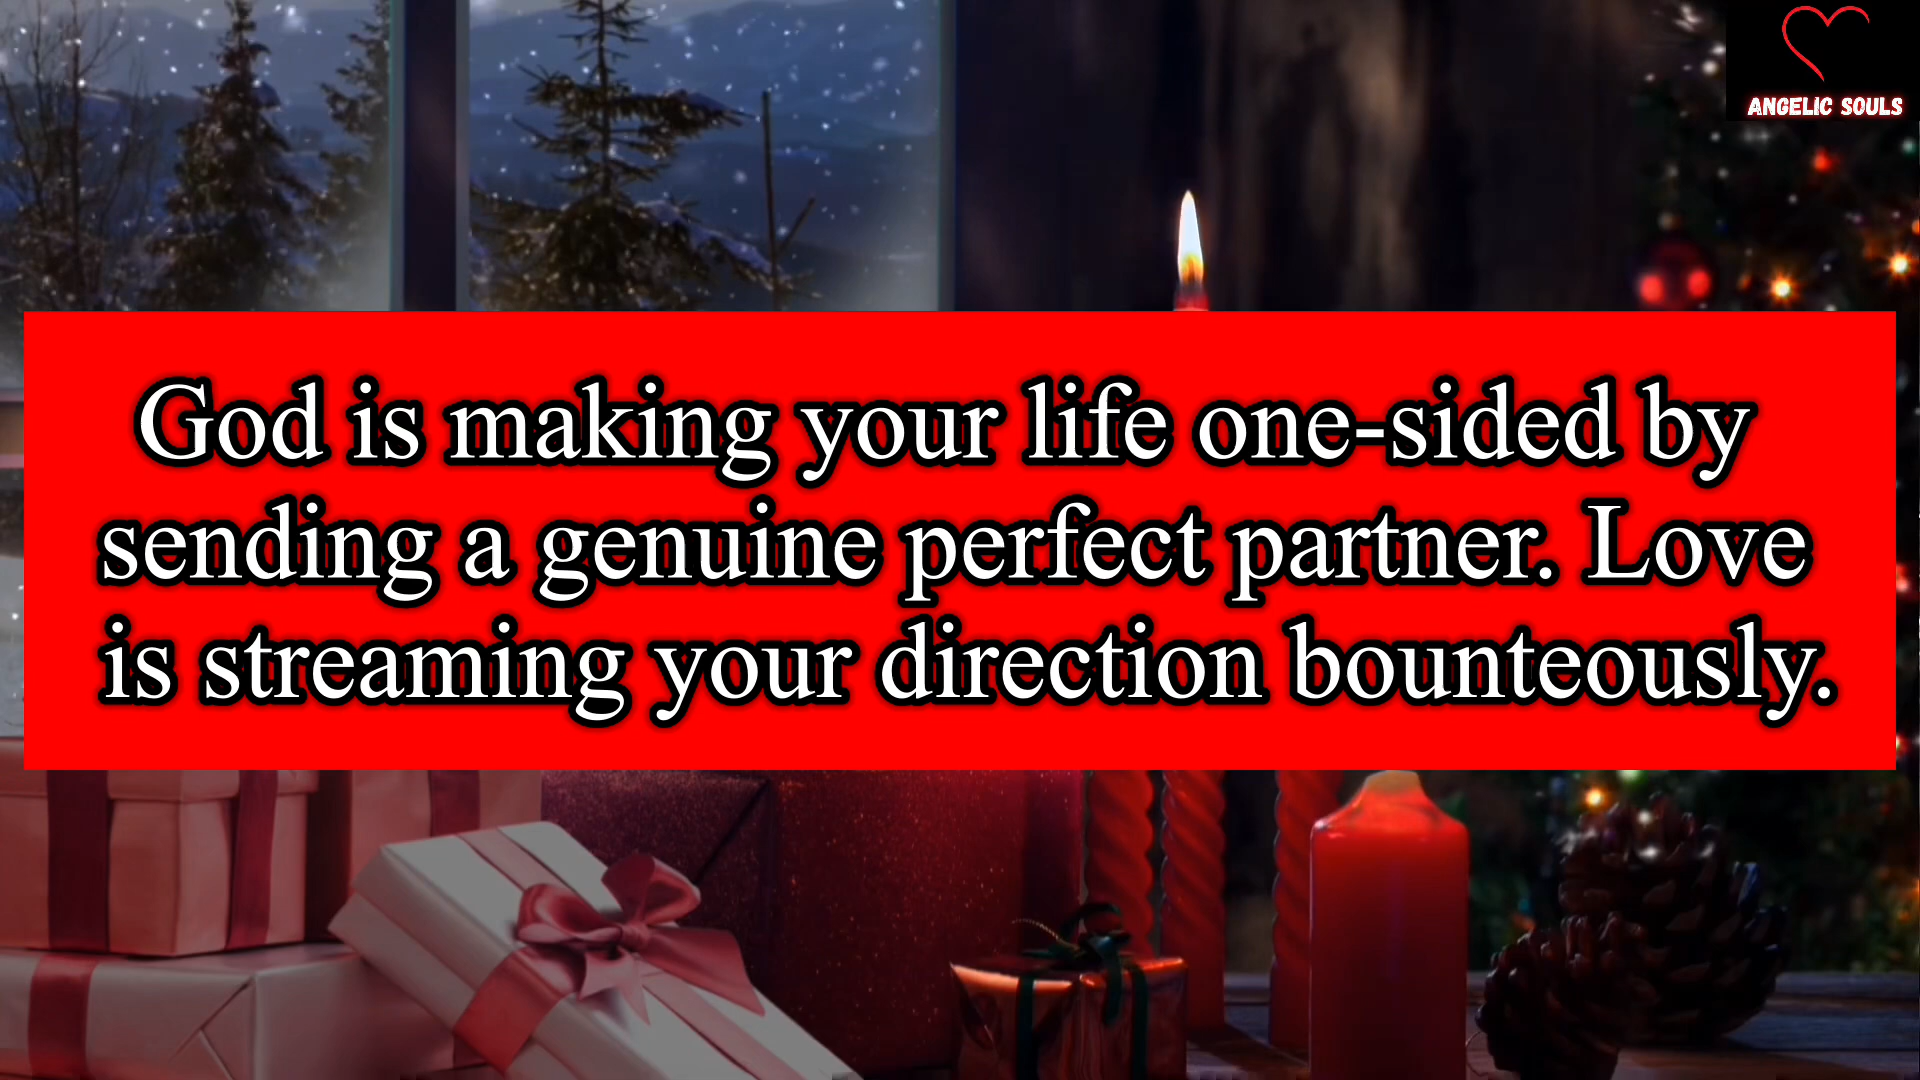 ANGELIC SOULS
God is making your life one-sided by
sending a genuine perfect partner. Love
is streaming your direction bounteously.